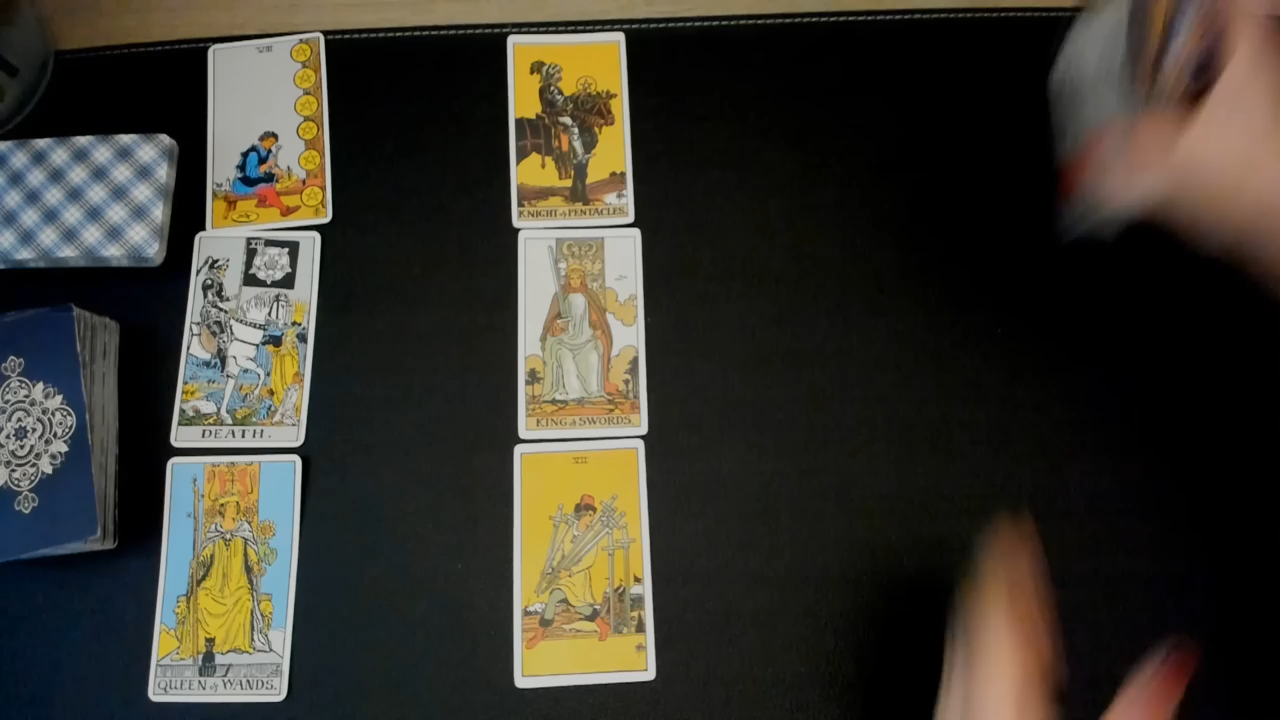 VIII
KNIGHT of PENTACLES.
XIII
DEATH.
KING of SWORDS.
VII
QUEEN of WANDS.